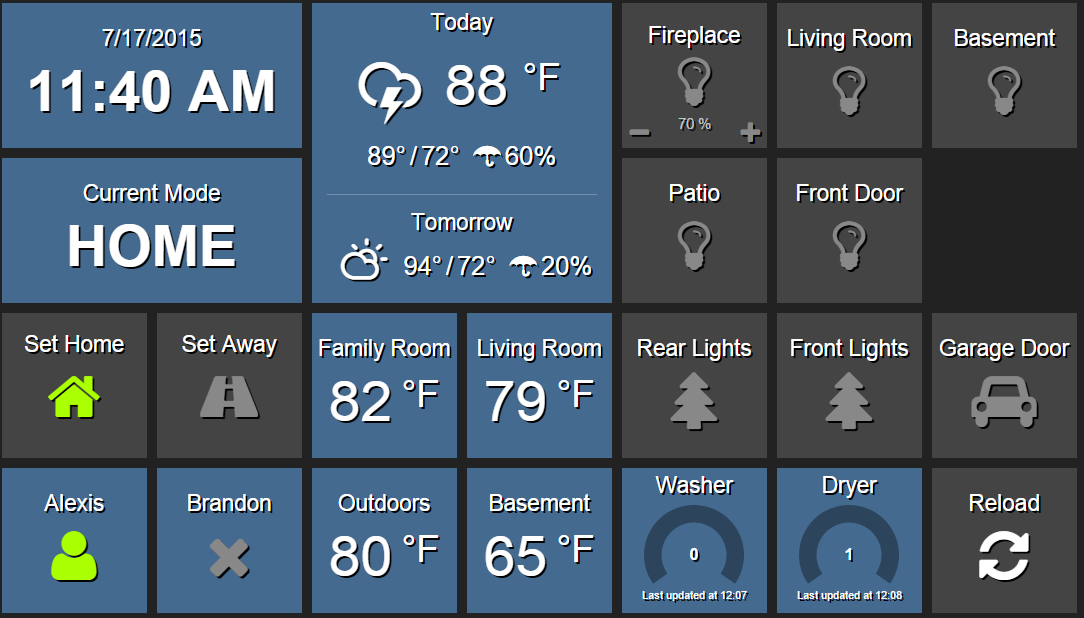 7/17/2015
11:40 AM
Current Mode
HOME
Today
88 °F
89° / 72° 60%
Tomorrow
94° / 72° 20%
Fireplace
70 %
Living Room
Basement
Patio
Front Door
Set Home
Set Away
Family Room
82 °F
Living Room
79 °F
Rear Lights
Front Lights
Garage Door
Alexis
Brandon
Outdoors
80 °F
Basement
65 °F
Washer
0
Last updated at 12:07
Dryer
1
Last updated at 12:08
Reload